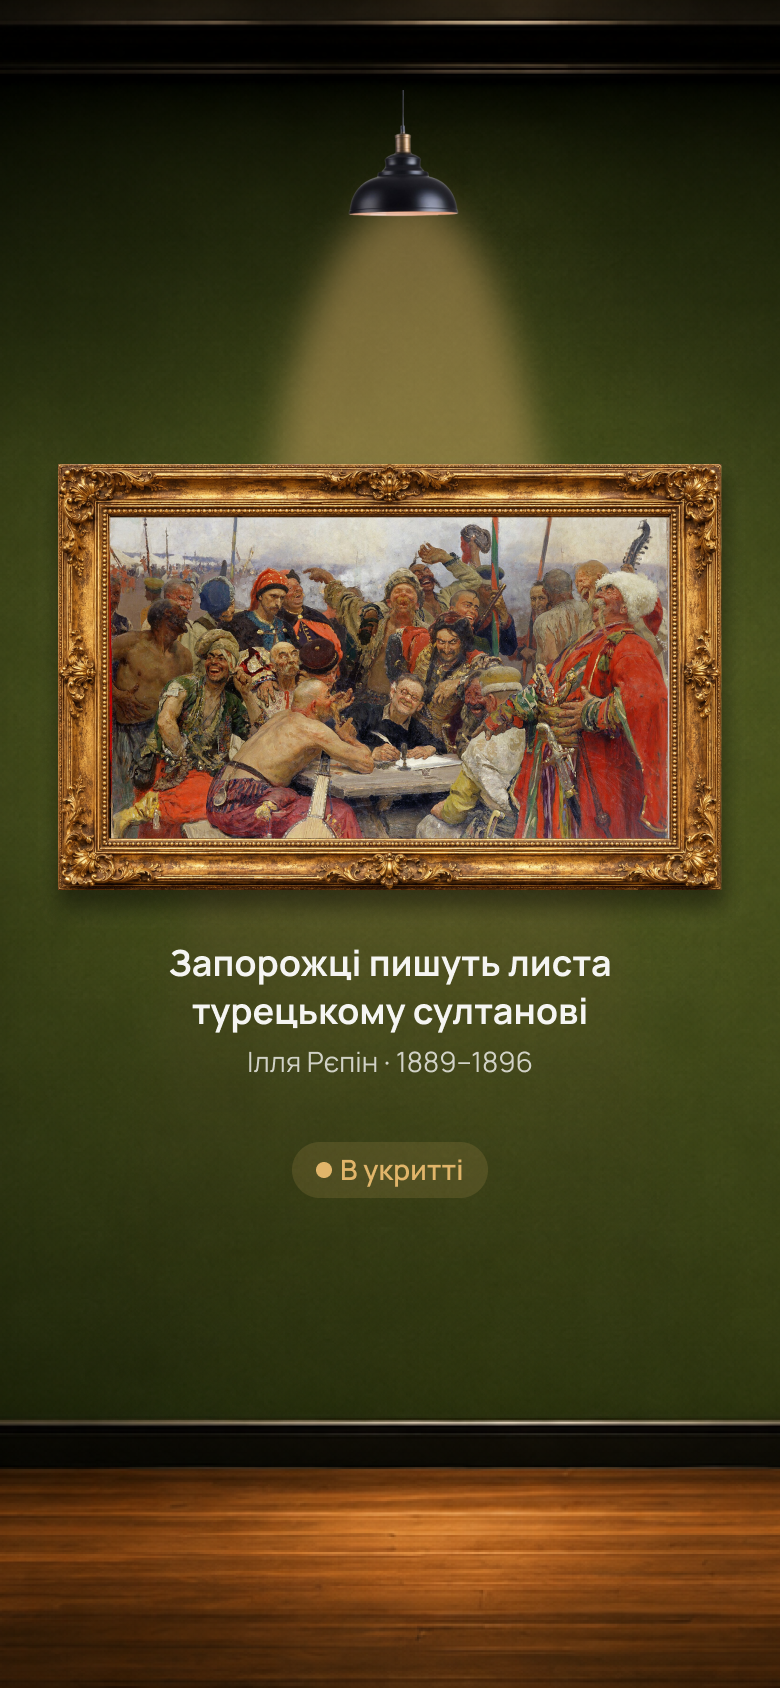 Запорожці пишуть листа
турецькому султанові
Ілля Рєпін · 1889–1896
В укритті